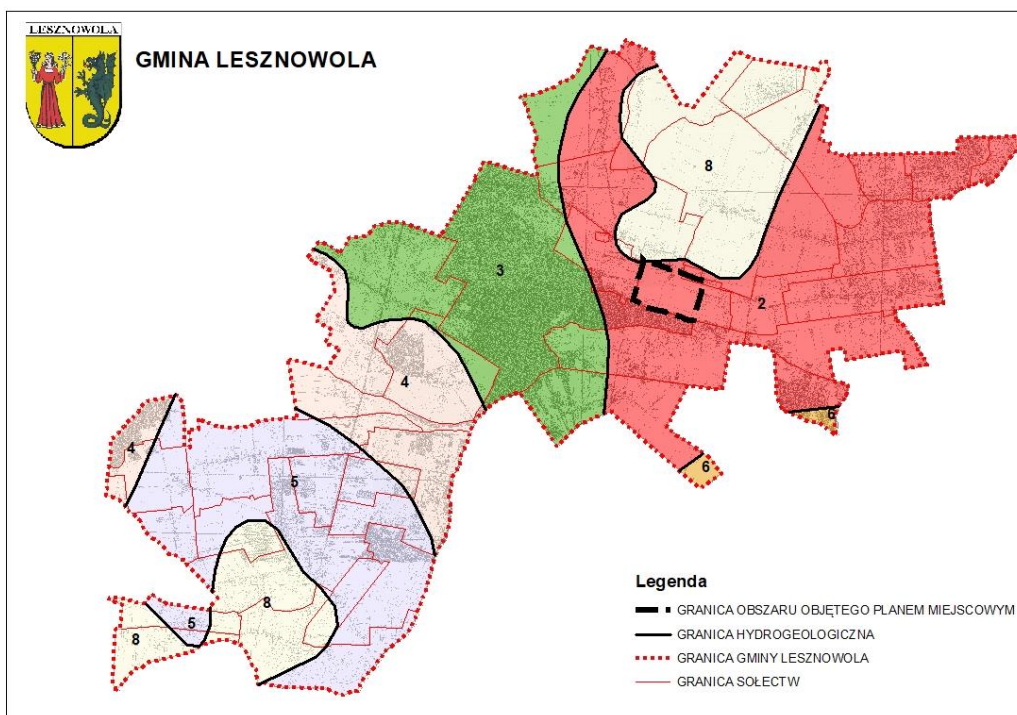 LESZNOWOLA
GMINA LESZNOWOLA
8
3
2
4
6
6
4
5
8
5
8
Legenda
GRANICA OBSZARU OBJĘTEGO PLANEM MIEJSCOWYM
GRANICA HYDROGEOLOGICZNA
GRANICA GMINY LESZNOWOLA
GRANICA SOŁECTW